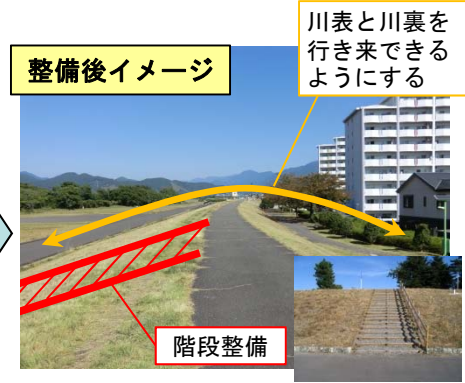 川表と川裏を
行き来できる
ようにする
整備後イメージ
階段整備